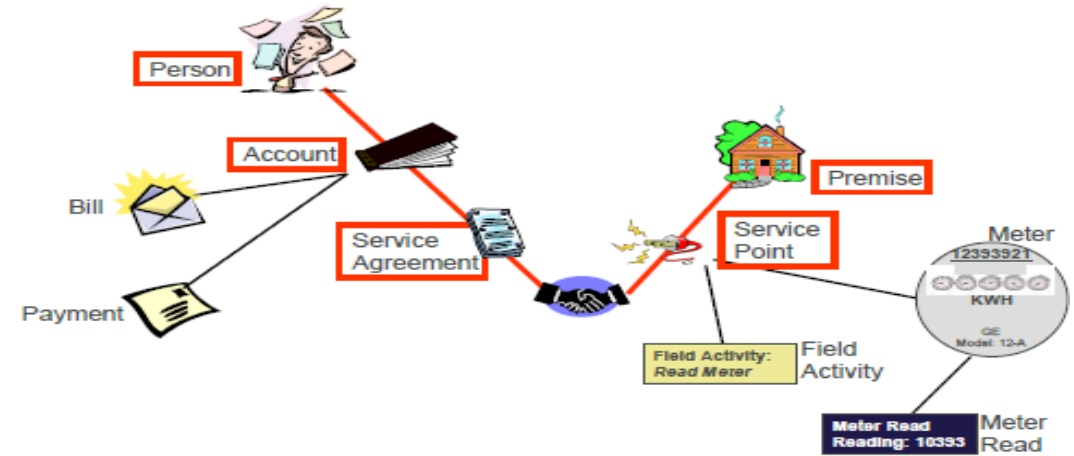 Person
Account
Bill
Payment
Service
Agreement
Premise
Service
Point
Meter
12393921
KWH
GE
Model: 12-A
Field Activity:
Read Meter
Field
Activity
Meter Read
Reading: 10393
Meter
Read